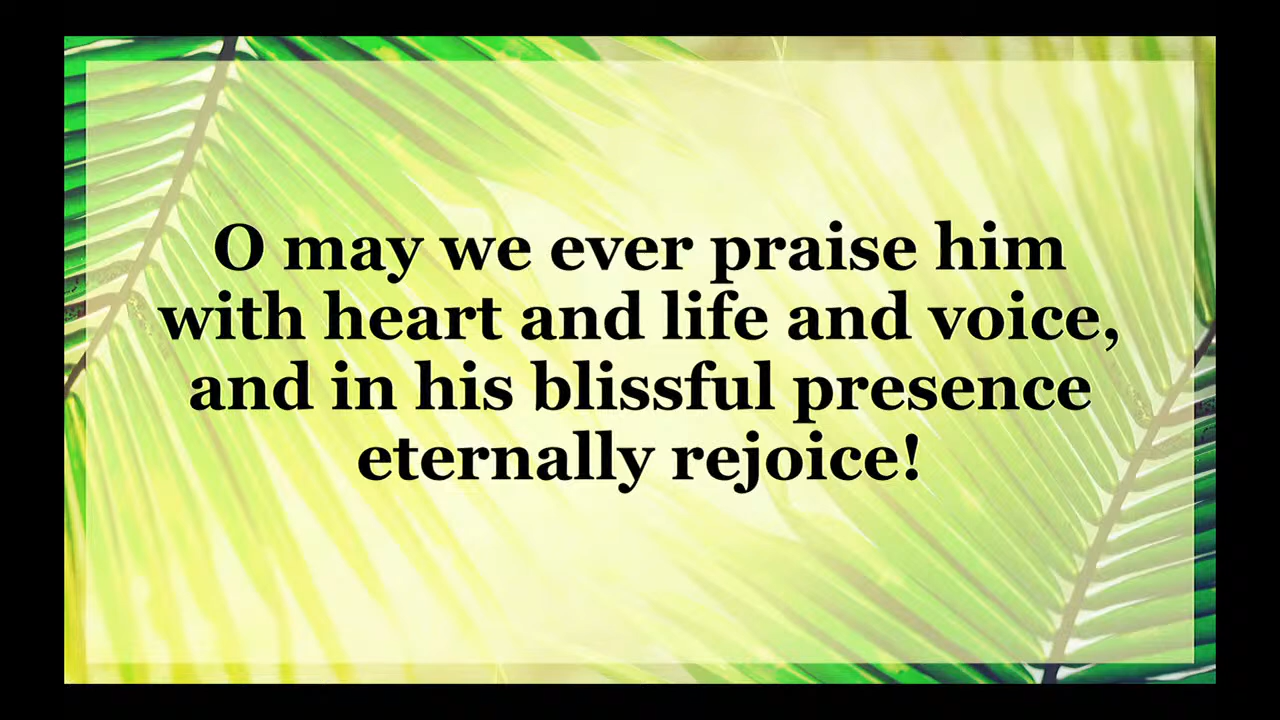 O may we ever praise him
with heart and life and voice,
and in his blissful presence
eternally rejoice!